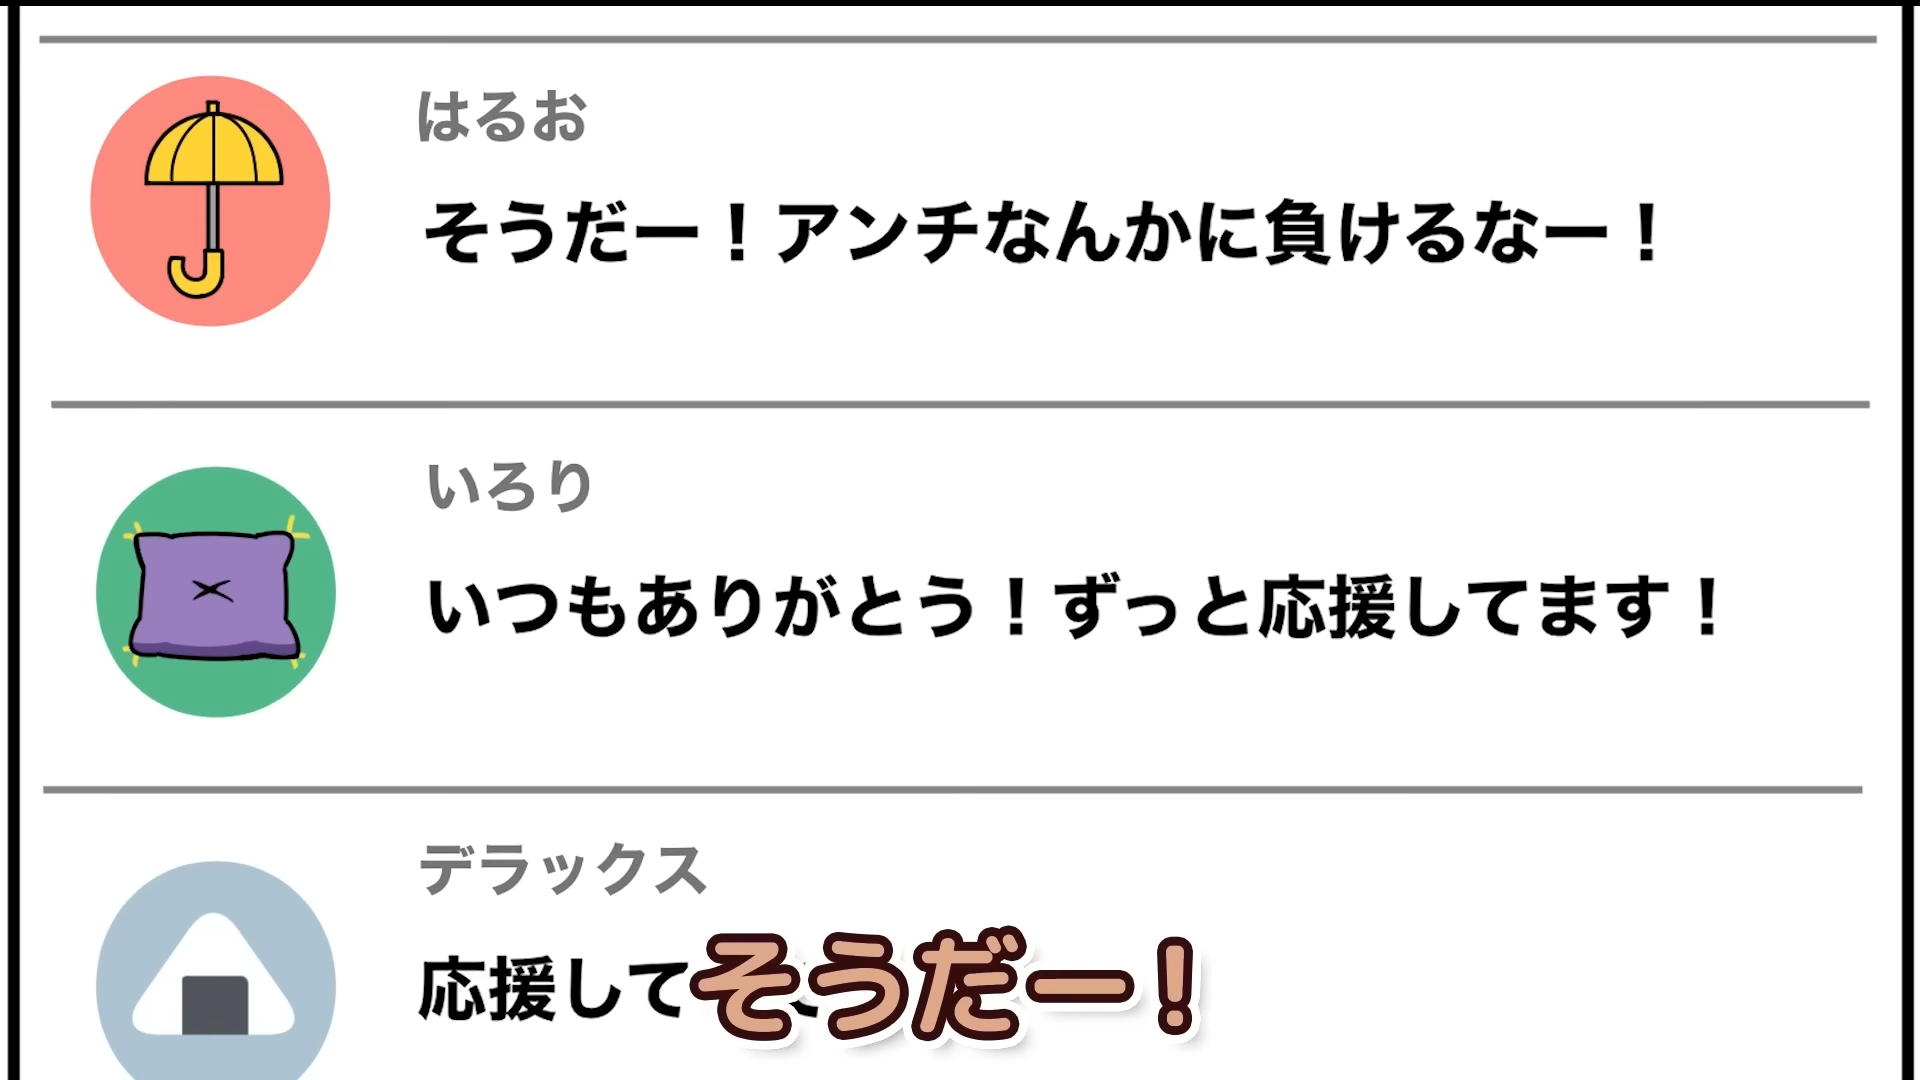 はるお
そうだー！アンチなんかに負けるなー！
いろり
いつもありがとう！ずっと応援してます！
デラックス
応援して
そうだー！